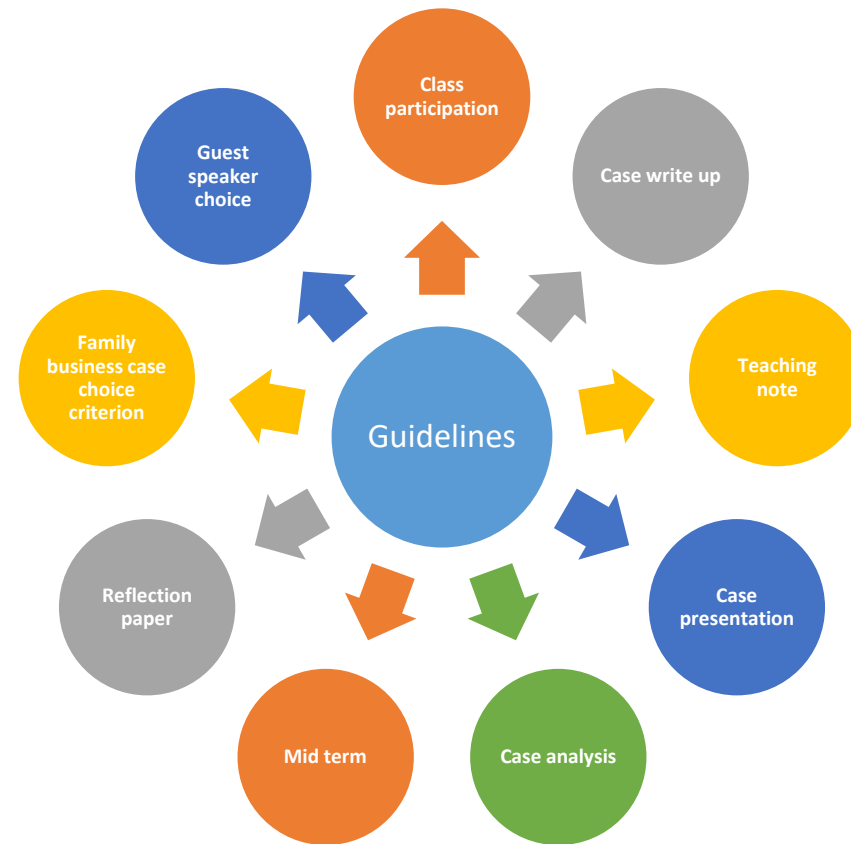 Class
participation
Case write up
Teaching
note
Case
presentation
Case analysis
Mid term
Reflection
paper
Family
business case
choice
criterion
Guest
speaker
choice
Guidelines